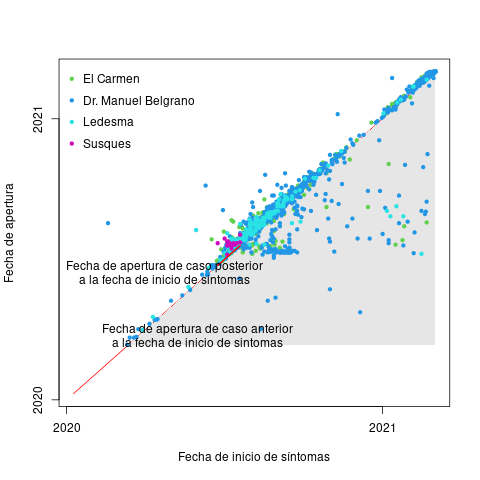 El Carmen
Dr. Manuel Belgrano
Ledesma
Susques
2021
2020
Fecha de apertura
Fecha de apertura de caso posterior
a la fecha de inicio de síntomas
Fecha de apertura de caso anterior
a la fecha de inicio de sintomas
2020
2021
Fecha de inicio de síntomas